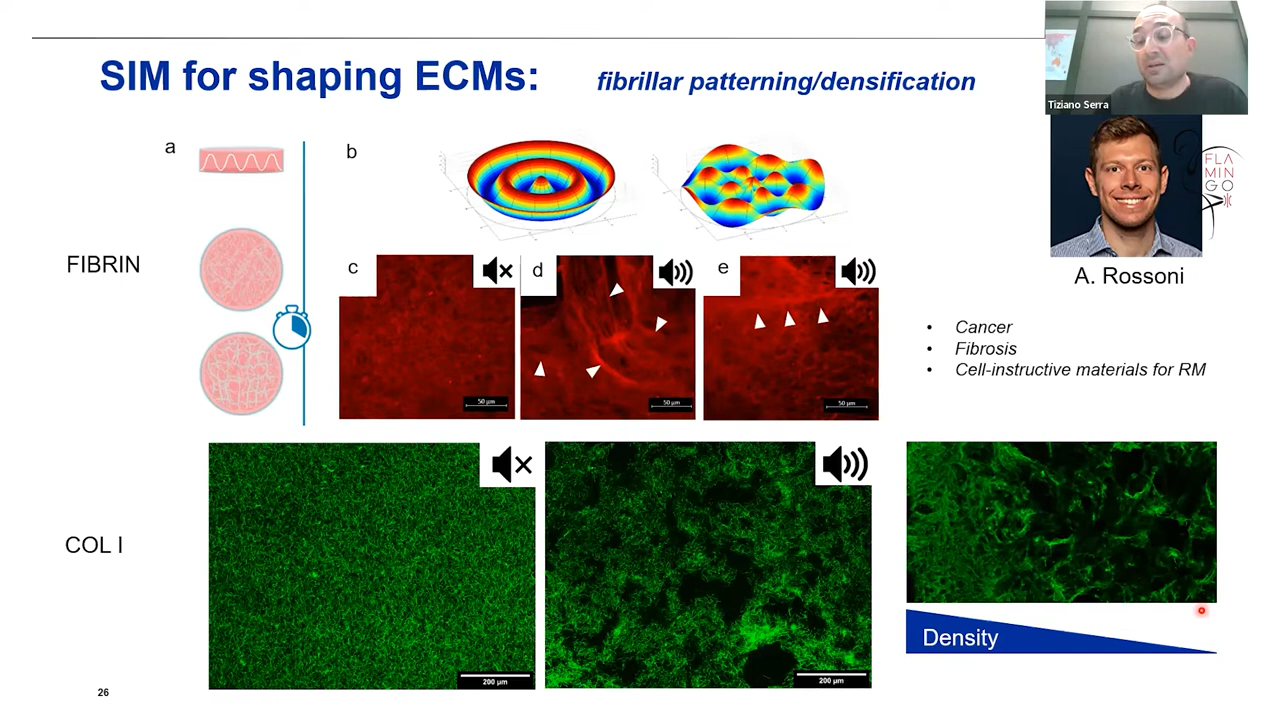 SIM for shaping ECMs:
fibrillar patterning/densification
Tiziano Serra
FLA
MIN
GO
A. Rossoni
a
b
FIBRIN
c
d
e
50 µm
50 µm
50 µm
• Cancer
• Fibrosis
• Cell-instructive materials for RM
COL I
200 µm
200 µm
Density
26